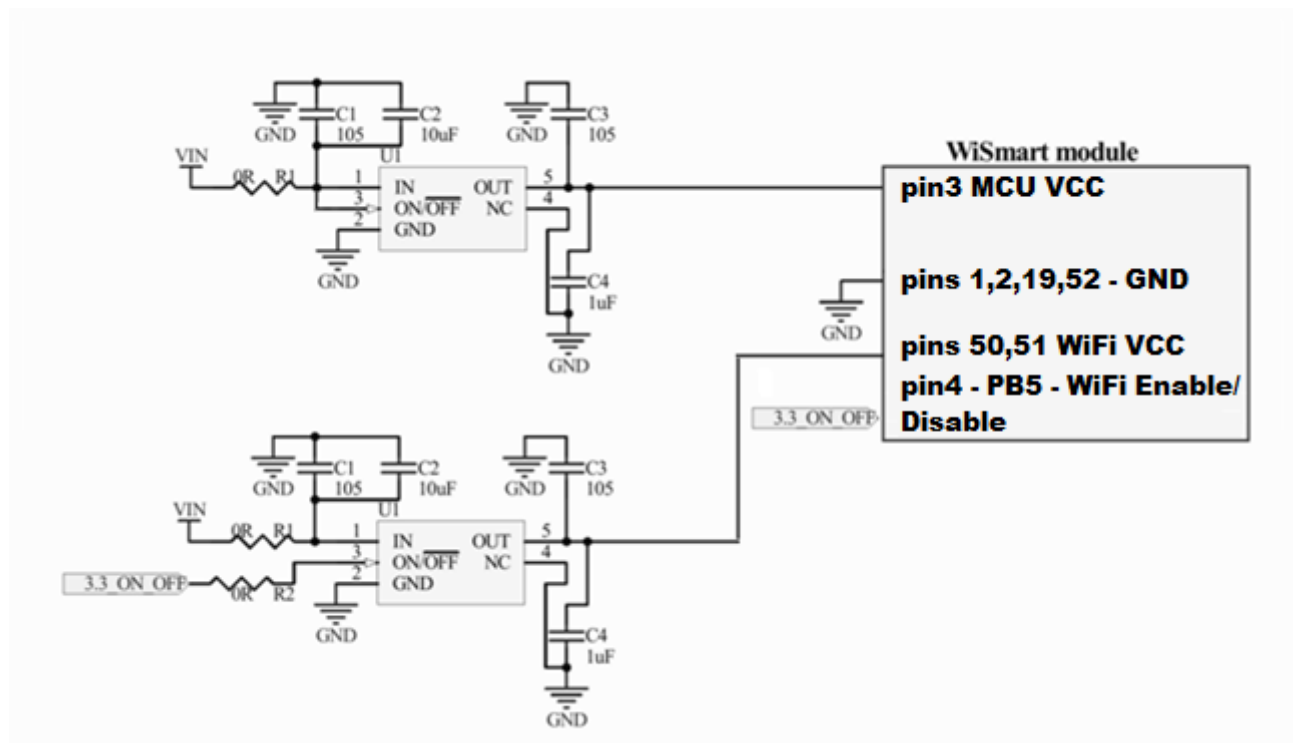 C1
C2
C3
GND
105
10uF
GND
105
VIN
U1
0R R1
1
IN
OUT
5
3
ON/OFF
NC
4
2
GND
GND
C4
1uF
GND
WiSmart module
pin3 MCU VCC
pins 1,2,19,52 - GND
GND
pins 50,51 WiFi VCC
pin4 - PB5 - WiFi Enable/
3.3_ON_OFF
Disable
C1
C2
C3
GND
105
10uF
GND
105
VIN
U1
0R R1
1
IN
OUT
5
3
ON/OFF
NC
4
3.3_ON_OFF
0R R2
2
GND
GND
C4
1uF
GND